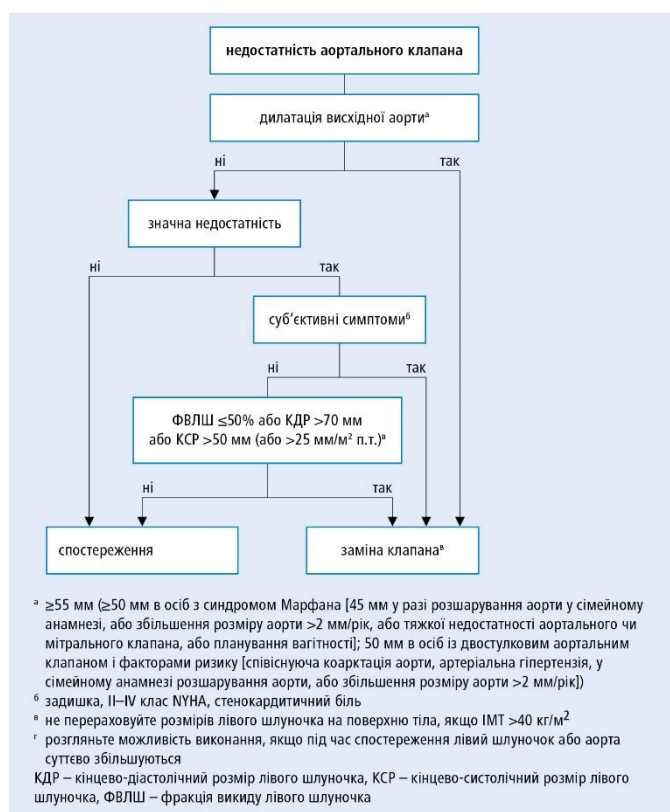 недостатність аортального клапана
дилатація висхідної аортиᵃ
ні
так
значна недостатність
ні
так
суб’єктивні симптомиᵇ
ні
так
ФВЛШ ≤50% або КДР >70 мм
або КСР >50 мм (або >25 мм/м² п.т.)ᵛ
ні
так
спостереження
заміна клапанаᵛ
ᵃ ≥55 мм (≥50 мм в осіб з синдромом Марфана [45 мм у разі розшарування аорти у сімейному
анамнезі, або збільшення розміру аорти >2 мм/рік, або тяжкої недостатності аортального чи
мітрального клапана, або планування вагітності]; 50 мм в осіб із двостулковим аортальним
клапаном і факторами ризику [співіснуюча коарктація аорти, артеріальна гіпертензія, у
сімейному анамнезі розшарування аорти, або збільшення розміру аорти >2 мм/рік])
б задишка, II–IV клас NYHA, стенокардитичний біль
в не перераховуйте розмірів лівого шлуночка на поверхню тіла, якщо ІМТ >40 кг/м²
г розгляньте можливість виконання, якщо під час спостереження лівий шлуночок або аорта
суттєво збільшуються
КДР – кінцево-діастолічний розмір лівого шлуночка, КСР – кінцево-систолічний розмір лівого
шлуночка, ФВЛШ – фракція викиду лівого шлуночка